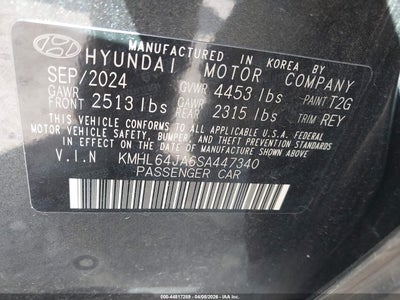 MANUFACTURED IN KOREA BY
HYUNDAI MOTOR COMPANY
SEP/2024 GVWR 4453 lbs PAINT T2G
GAWR FRONT 2513 lbs GAWR REAR 2315 lbs TRIM REY
THIS VEHICLE CONFORMS TO ALL APPLICABLE U.S.A. FEDERAL
MOTOR VEHICLE SAFETY, BUMPER, AND THEFT PREVENTION STANDARDS
IN EFFECT ON THE DATE OF MANUFACTURE SHOWN ABOVE.
V.I.N KMHL64JA6SA447340
PASSENGER CAR
000-44817289 - 04/08/2026 - IAA, Inc.